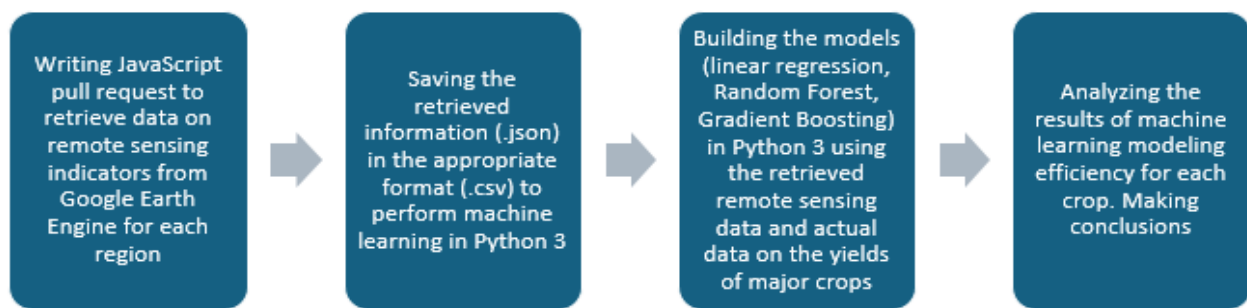 Writing JavaScript
pull request to
retrieve data on
remote sensing
indicators from
Google Earth
Engine for each
region
Saving the
retrieved
information (.json)
in the appropriate
format (.csv) to
perform machine
learning in Python 3
Building the models
(linear regression,
Random Forest,
Gradient Boosting)
in Python 3 using
the retrieved
remote sensing
data and actual
data on the yields
of major crops
Analyzing the
results of machine
learning modeling
efficiency for each
crop. Making
conclusions